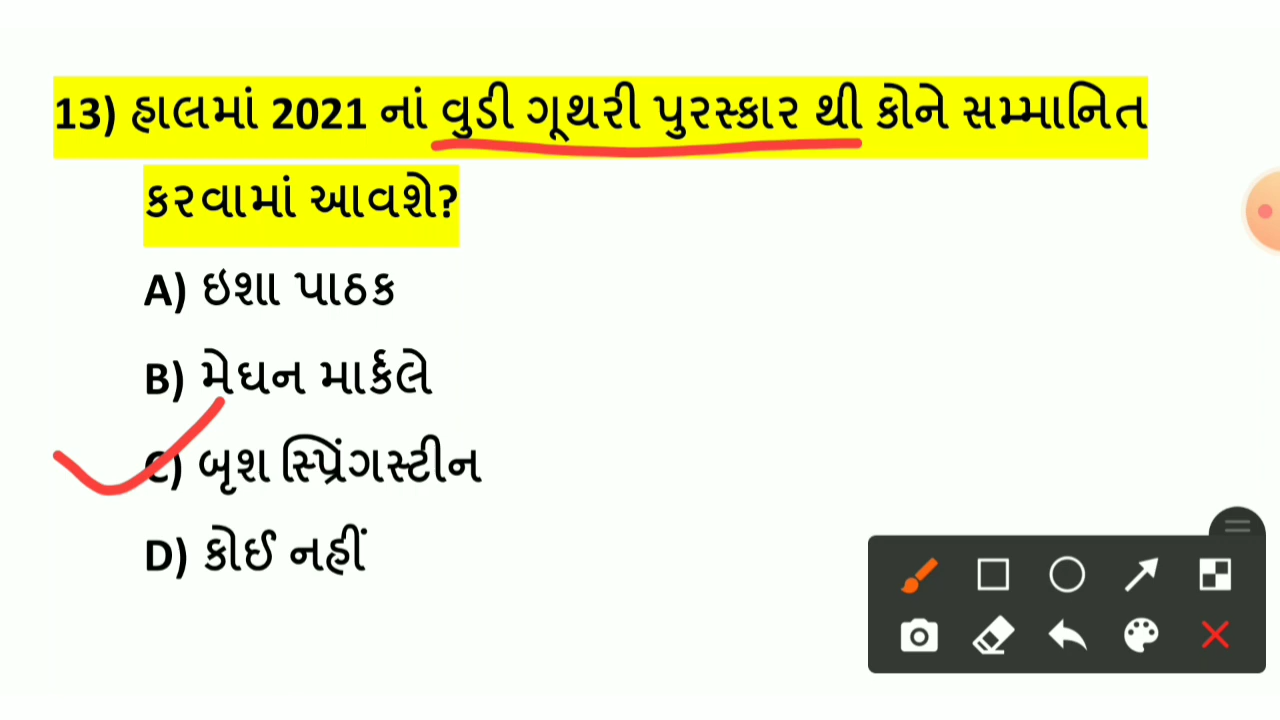 13) હાલમાં 2021 નાં વુડી ગૂથરી પુરસ્કાર થી કોને સમ્માનિત
કરવામાં આવશે?
A) ઇશા પાઠક
B) મેઘન માર્કલે
C) બૃશ સ્પ્રિંગસ્ટીન
D) કોઈ નહીં